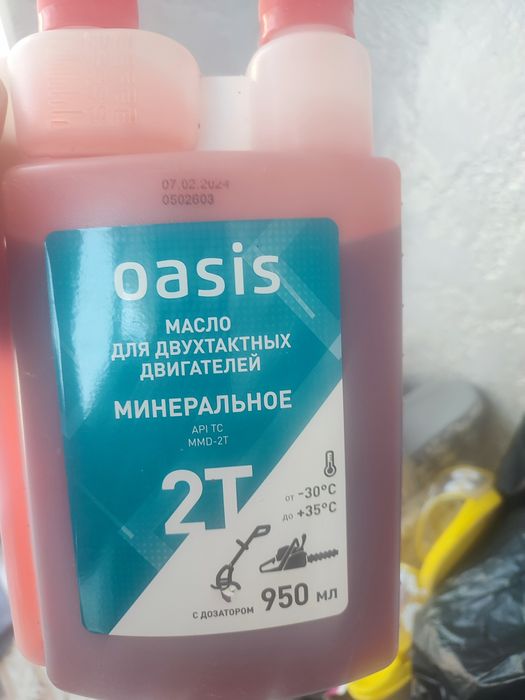 07.02.2024
0502603
oasis
МАСЛО
ДЛЯ ДВУХТАКТНЫХ
ДВИГАТЕЛЕЙ
МИНЕРАЛЬНОЕ
API TC
MMD-2T
2T
от -30°C
до +35°C
С ДОЗАТОРОМ 950 мл